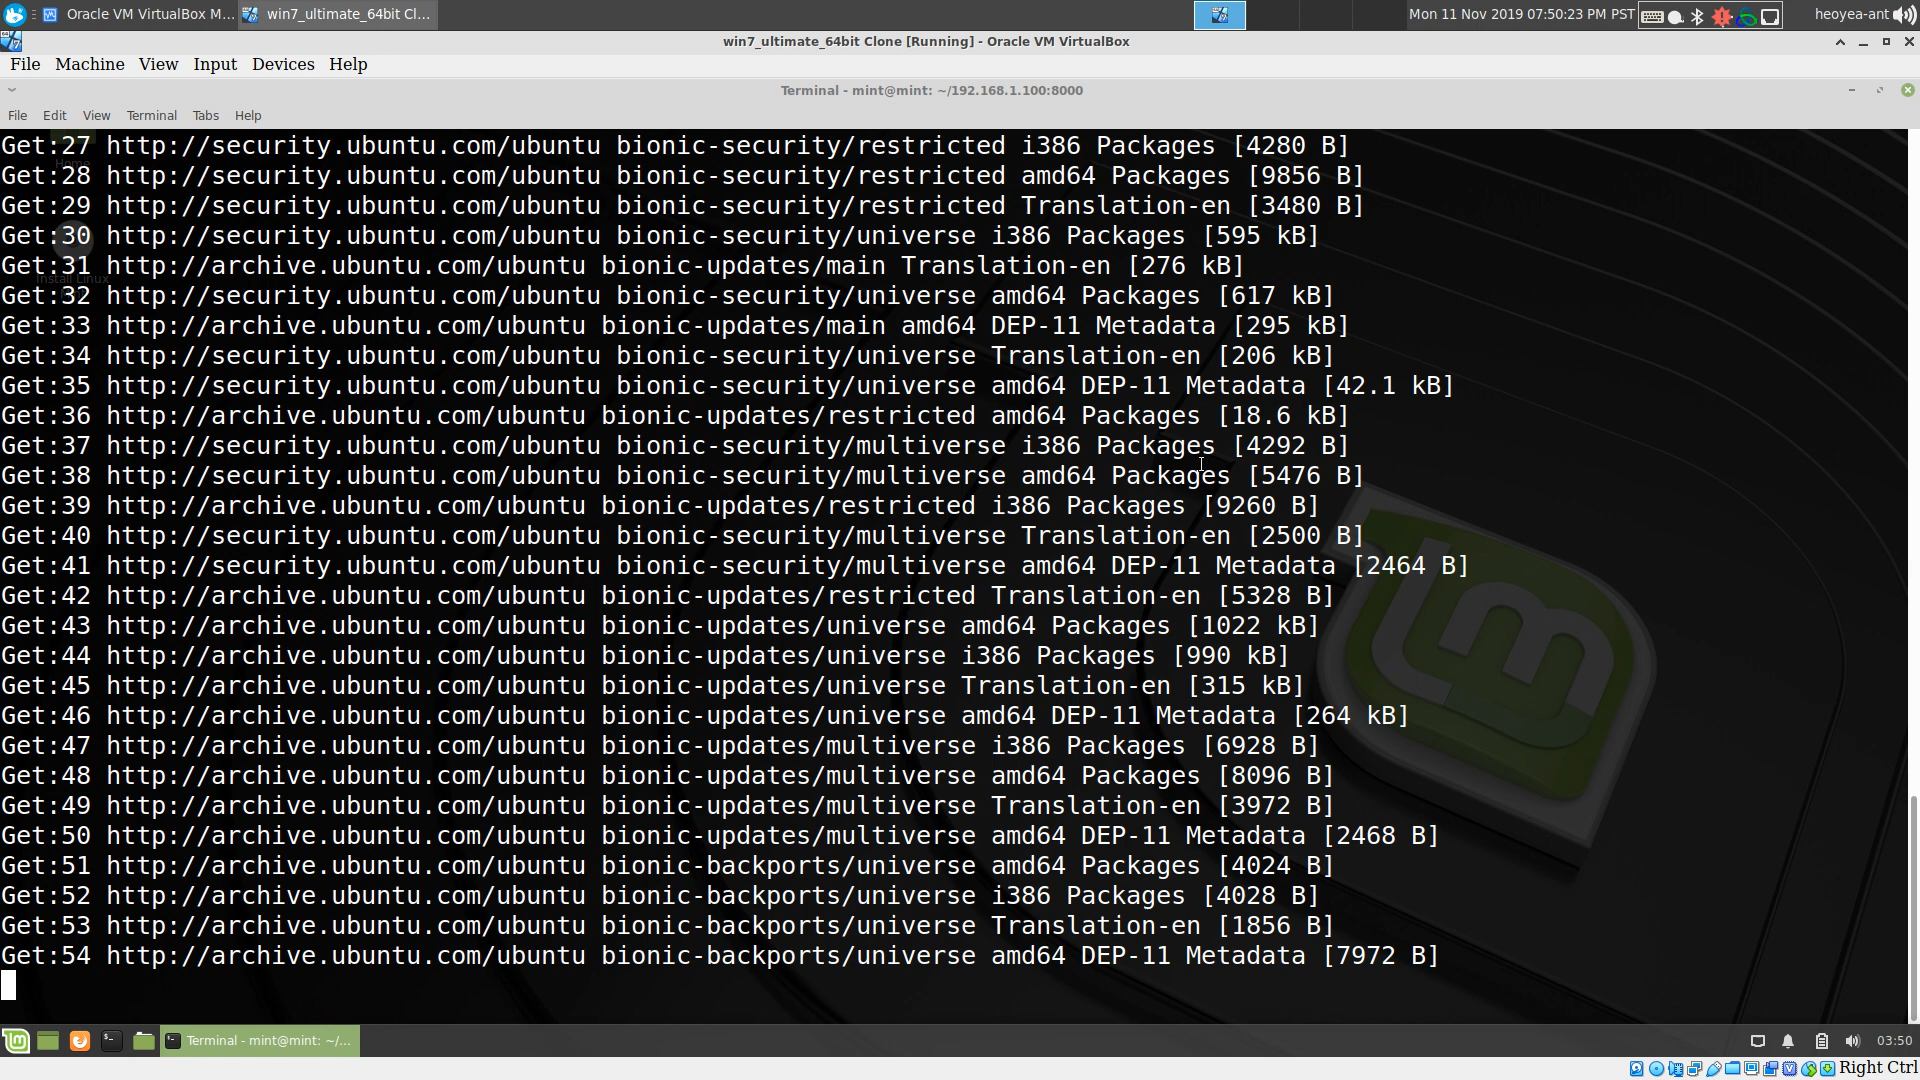 Oracle VM VirtualBox M...
win7_ultimate_64bit Cl...
Mon 11 Nov 2019 07:50:23 PM PST
heoyea-ant
win7_ultimate_64bit Clone [Running] - Oracle VM VirtualBox
File Machine View Input Devices Help
Terminal - mint@mint: ~/192.168.1.100:8000
File Edit View Terminal Tabs Help
Get:27 http://security.ubuntu.com/ubuntu bionic-security/restricted i386 Packages [4280 B]
Get:28 http://security.ubuntu.com/ubuntu bionic-security/restricted amd64 Packages [9856 B]
Get:29 http://security.ubuntu.com/ubuntu bionic-security/restricted Translation-en [3480 B]
Get:30 http://security.ubuntu.com/ubuntu bionic-security/universe i386 Packages [595 kB]
Get:31 http://archive.ubuntu.com/ubuntu bionic-updates/main Translation-en [276 kB]
Get:32 http://security.ubuntu.com/ubuntu bionic-security/universe amd64 Packages [617 kB]
Get:33 http://archive.ubuntu.com/ubuntu bionic-updates/main amd64 DEP-11 Metadata [295 kB]
Get:34 http://security.ubuntu.com/ubuntu bionic-security/universe Translation-en [206 kB]
Get:35 http://security.ubuntu.com/ubuntu bionic-security/universe amd64 DEP-11 Metadata [42.1 kB]
Get:36 http://archive.ubuntu.com/ubuntu bionic-updates/restricted amd64 Packages [18.6 kB]
Get:37 http://security.ubuntu.com/ubuntu bionic-security/multiverse i386 Packages [4292 B]
Get:38 http://security.ubuntu.com/ubuntu bionic-security/multiverse amd64 Packages [5476 B]
Get:39 http://archive.ubuntu.com/ubuntu bionic-updates/restricted i386 Packages [9260 B]
Get:40 http://security.ubuntu.com/ubuntu bionic-security/multiverse Translation-en [2500 B]
Get:41 http://security.ubuntu.com/ubuntu bionic-security/multiverse amd64 DEP-11 Metadata [2464 B]
Get:42 http://archive.ubuntu.com/ubuntu bionic-updates/restricted Translation-en [5328 B]
Get:43 http://archive.ubuntu.com/ubuntu bionic-updates/universe amd64 Packages [1022 kB]
Get:44 http://archive.ubuntu.com/ubuntu bionic-updates/universe i386 Packages [990 kB]
Get:45 http://archive.ubuntu.com/ubuntu bionic-updates/universe Translation-en [315 kB]
Get:46 http://archive.ubuntu.com/ubuntu bionic-updates/universe amd64 DEP-11 Metadata [264 kB]
Get:47 http://archive.ubuntu.com/ubuntu bionic-updates/multiverse i386 Packages [6928 B]
Get:48 http://archive.ubuntu.com/ubuntu bionic-updates/multiverse amd64 Packages [8096 B]
Get:49 http://archive.ubuntu.com/ubuntu bionic-updates/multiverse Translation-en [3972 B]
Get:50 http://archive.ubuntu.com/ubuntu bionic-updates/multiverse amd64 DEP-11 Metadata [2468 B]
Get:51 http://archive.ubuntu.com/ubuntu bionic-backports/universe amd64 Packages [4024 B]
Get:52 http://archive.ubuntu.com/ubuntu bionic-backports/universe i386 Packages [4028 B]
Get:53 http://archive.ubuntu.com/ubuntu bionic-backports/universe Translation-en [1856 B]
Get:54 http://archive.ubuntu.com/ubuntu bionic-backports/universe amd64 DEP-11 Metadata [7972 B]
Terminal - mint@mint: ~/...
03:50
Right Ctrl